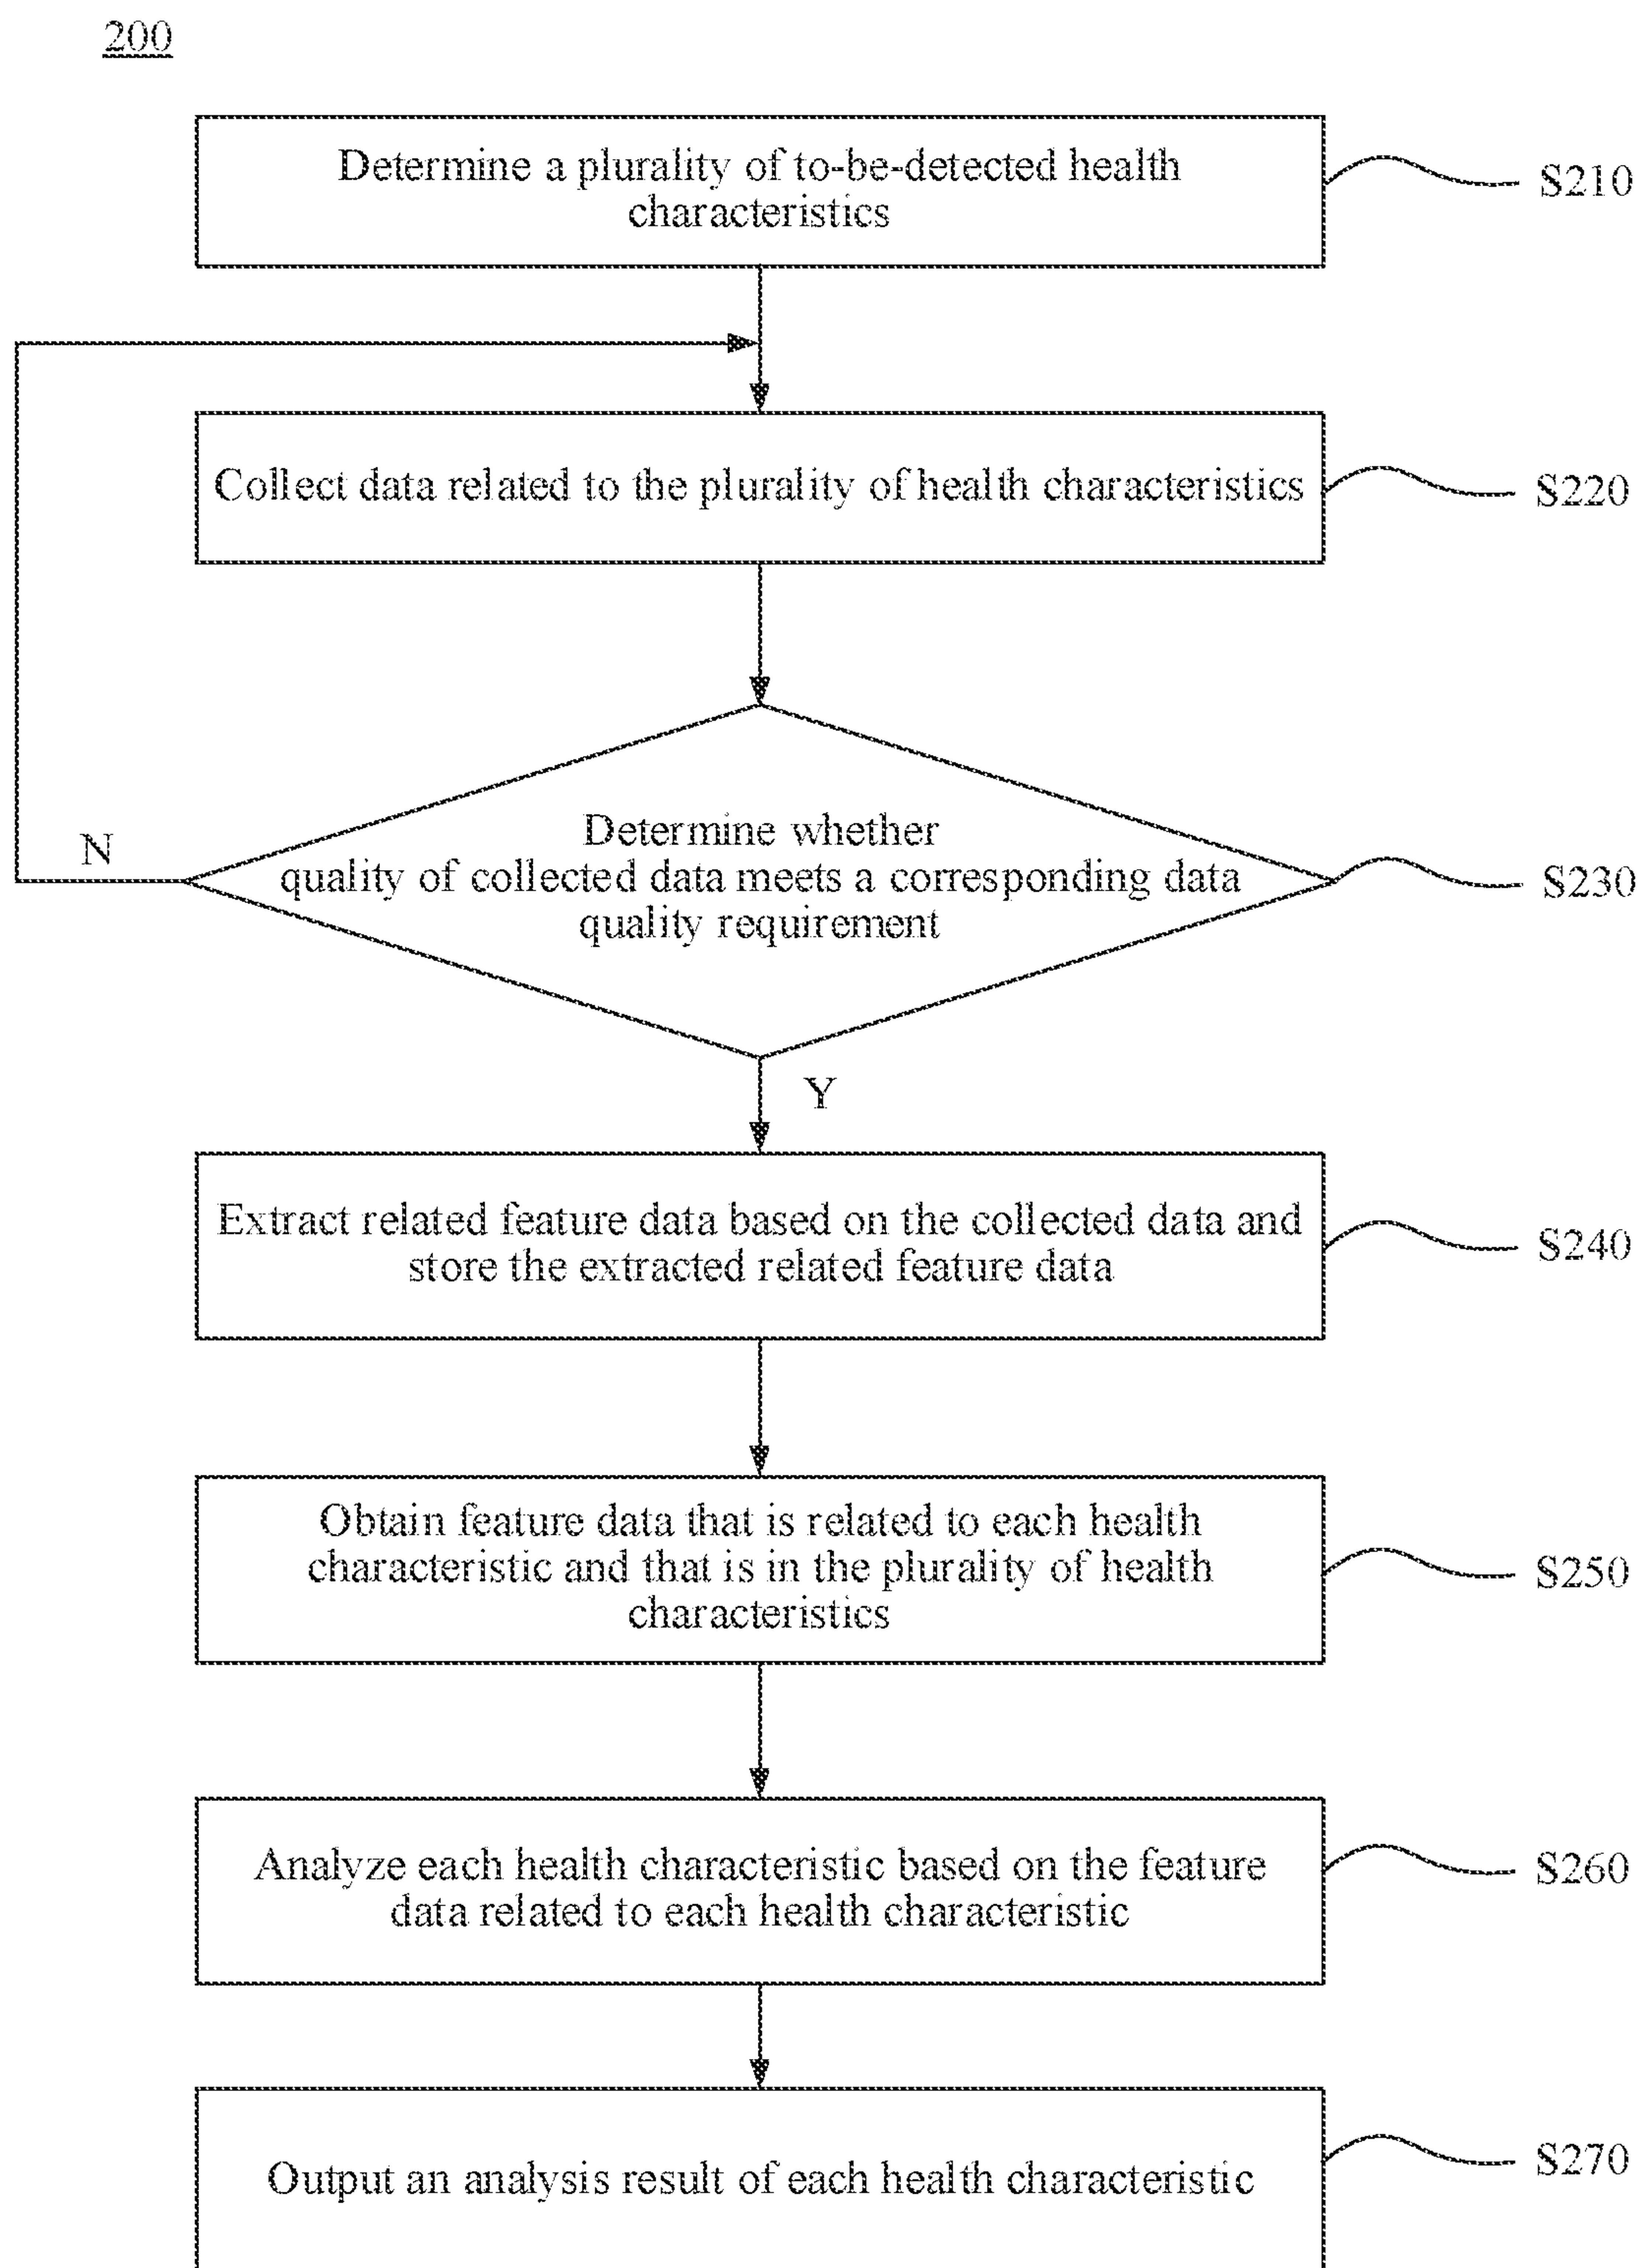 200
Determine a plurality of to-be-detected health
characteristics
S210
Collect data related to the plurality of health characteristics
S220
Determine whether
quality of collected data meets a corresponding data
quality requirement
S230
N
Y
Extract related feature data based on the collected data and
store the extracted related feature data
S240
Obtain feature data that is related to each health
characteristic and that is in the plurality of health
characteristics
S250
Analyze each health characteristic based on the feature
data related to each health characteristic
S260
Output an analysis result of each health characteristic
S270